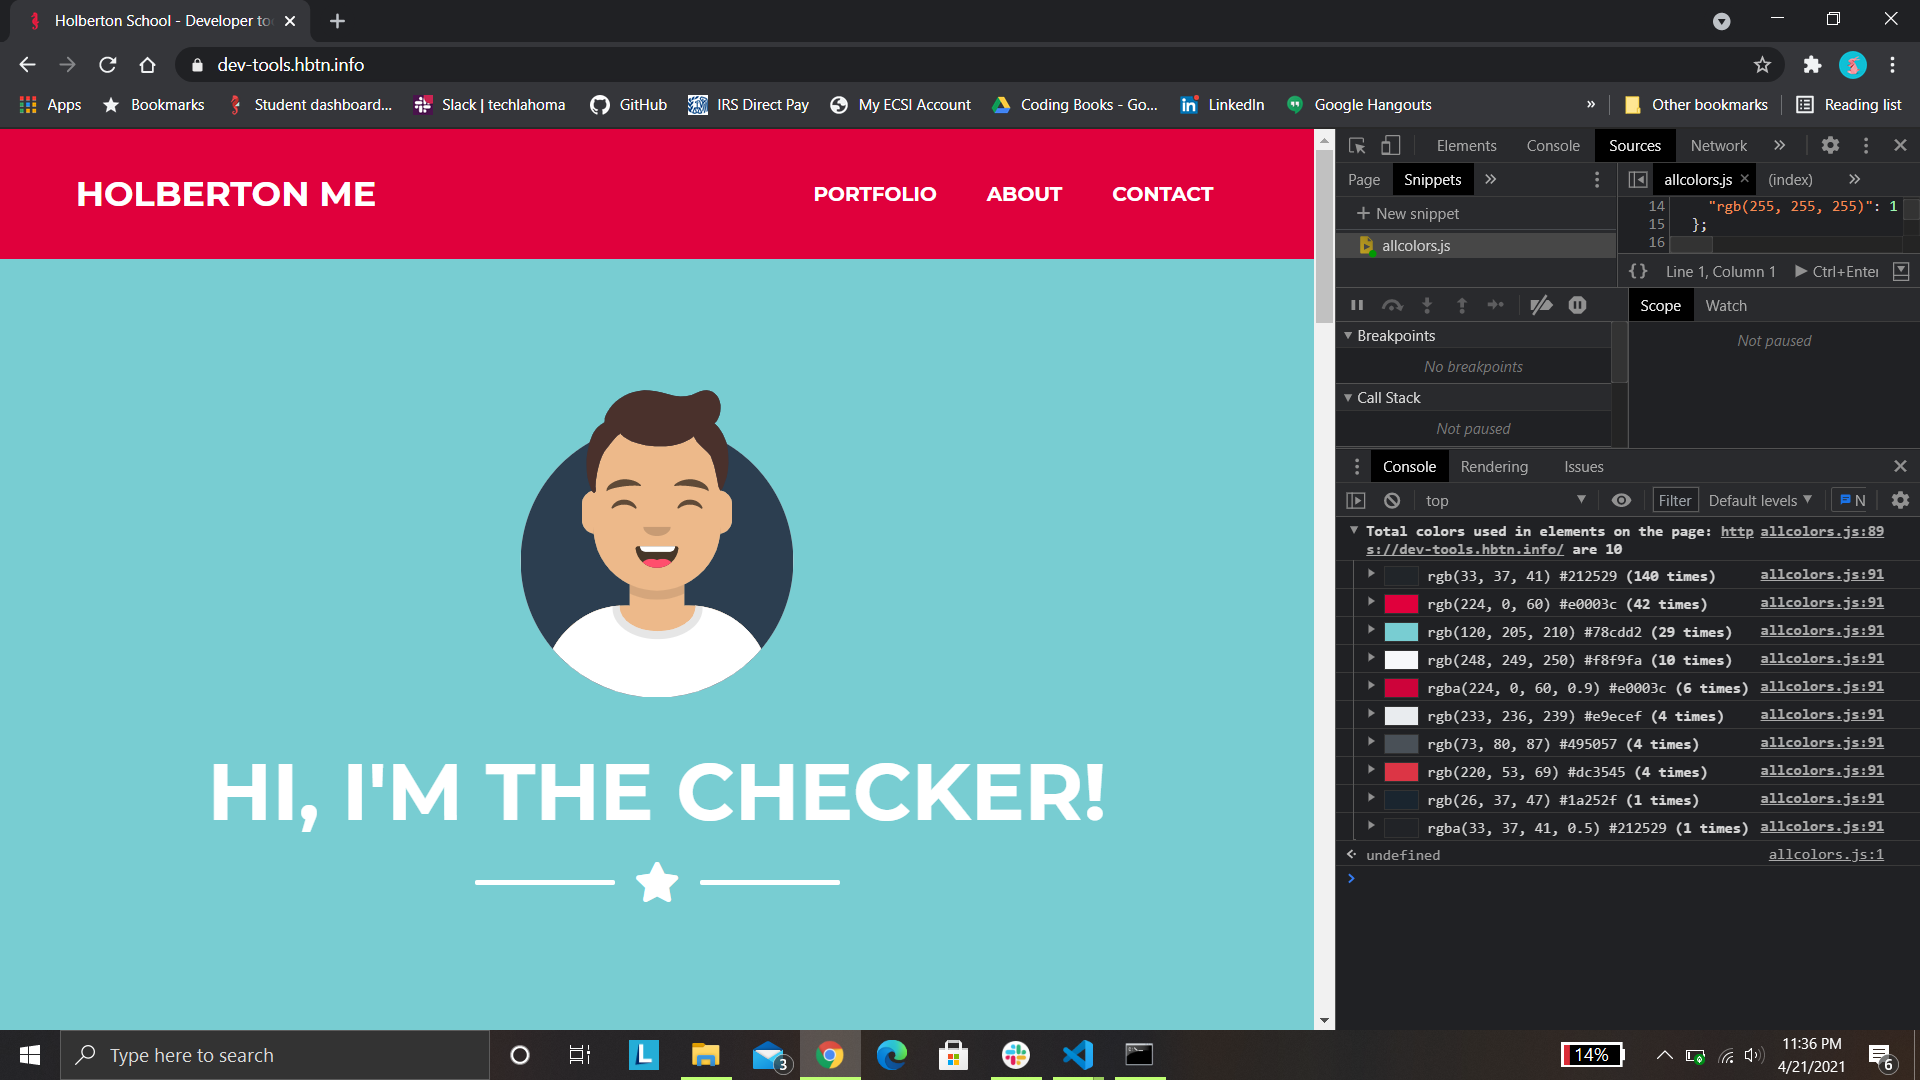 Holberton School - Developer to
dev-tools.hbtn.info
Apps Bookmarks Student dashboard... Slack | techlahoma GitHub IRS Direct Pay My ECSI Account Coding Books - Go... LinkedIn Google Hangouts » Other bookmarks Reading list
HOLBERTON ME
PORTFOLIO ABOUT CONTACT
HI, I'M THE CHECKER!
Elements Console Sources Network »
Page Snippets »
allcolors.js (index) »
+ New snippet
allcolors.js
14 "rgb(255, 255, 255)": 1
15 };
16
{} Line 1, Column 1 Ctrl+Enter
Scope Watch
Breakpoints
No breakpoints
Not paused
Call Stack
Not paused
Console Rendering Issues
top Filter Default levels N
Total colors used in elements on the page: http allcolors.js:89
s://dev-tools.hbtn.info/ are 10
rgb(33, 37, 41) #212529 (140 times) allcolors.js:91
rgb(224, 0, 60) #e0003c (42 times) allcolors.js:91
rgb(120, 205, 210) #78cdd2 (29 times) allcolors.js:91
rgb(248, 249, 250) #f8f9fa (10 times) allcolors.js:91
rgba(224, 0, 60, 0.9) #e0003c (6 times) allcolors.js:91
rgb(233, 236, 239) #e9ecef (4 times) allcolors.js:91
rgb(73, 80, 87) #495057 (4 times) allcolors.js:91
rgb(220, 53, 69) #dc3545 (4 times) allcolors.js:91
rgb(26, 37, 47) #1a252f (1 times) allcolors.js:91
rgba(33, 37, 41, 0.5) #212529 (1 times) allcolors.js:91
undefined allcolors.js:1
Type here to search
L
3
14%
11:36 PM
4/21/2021
6